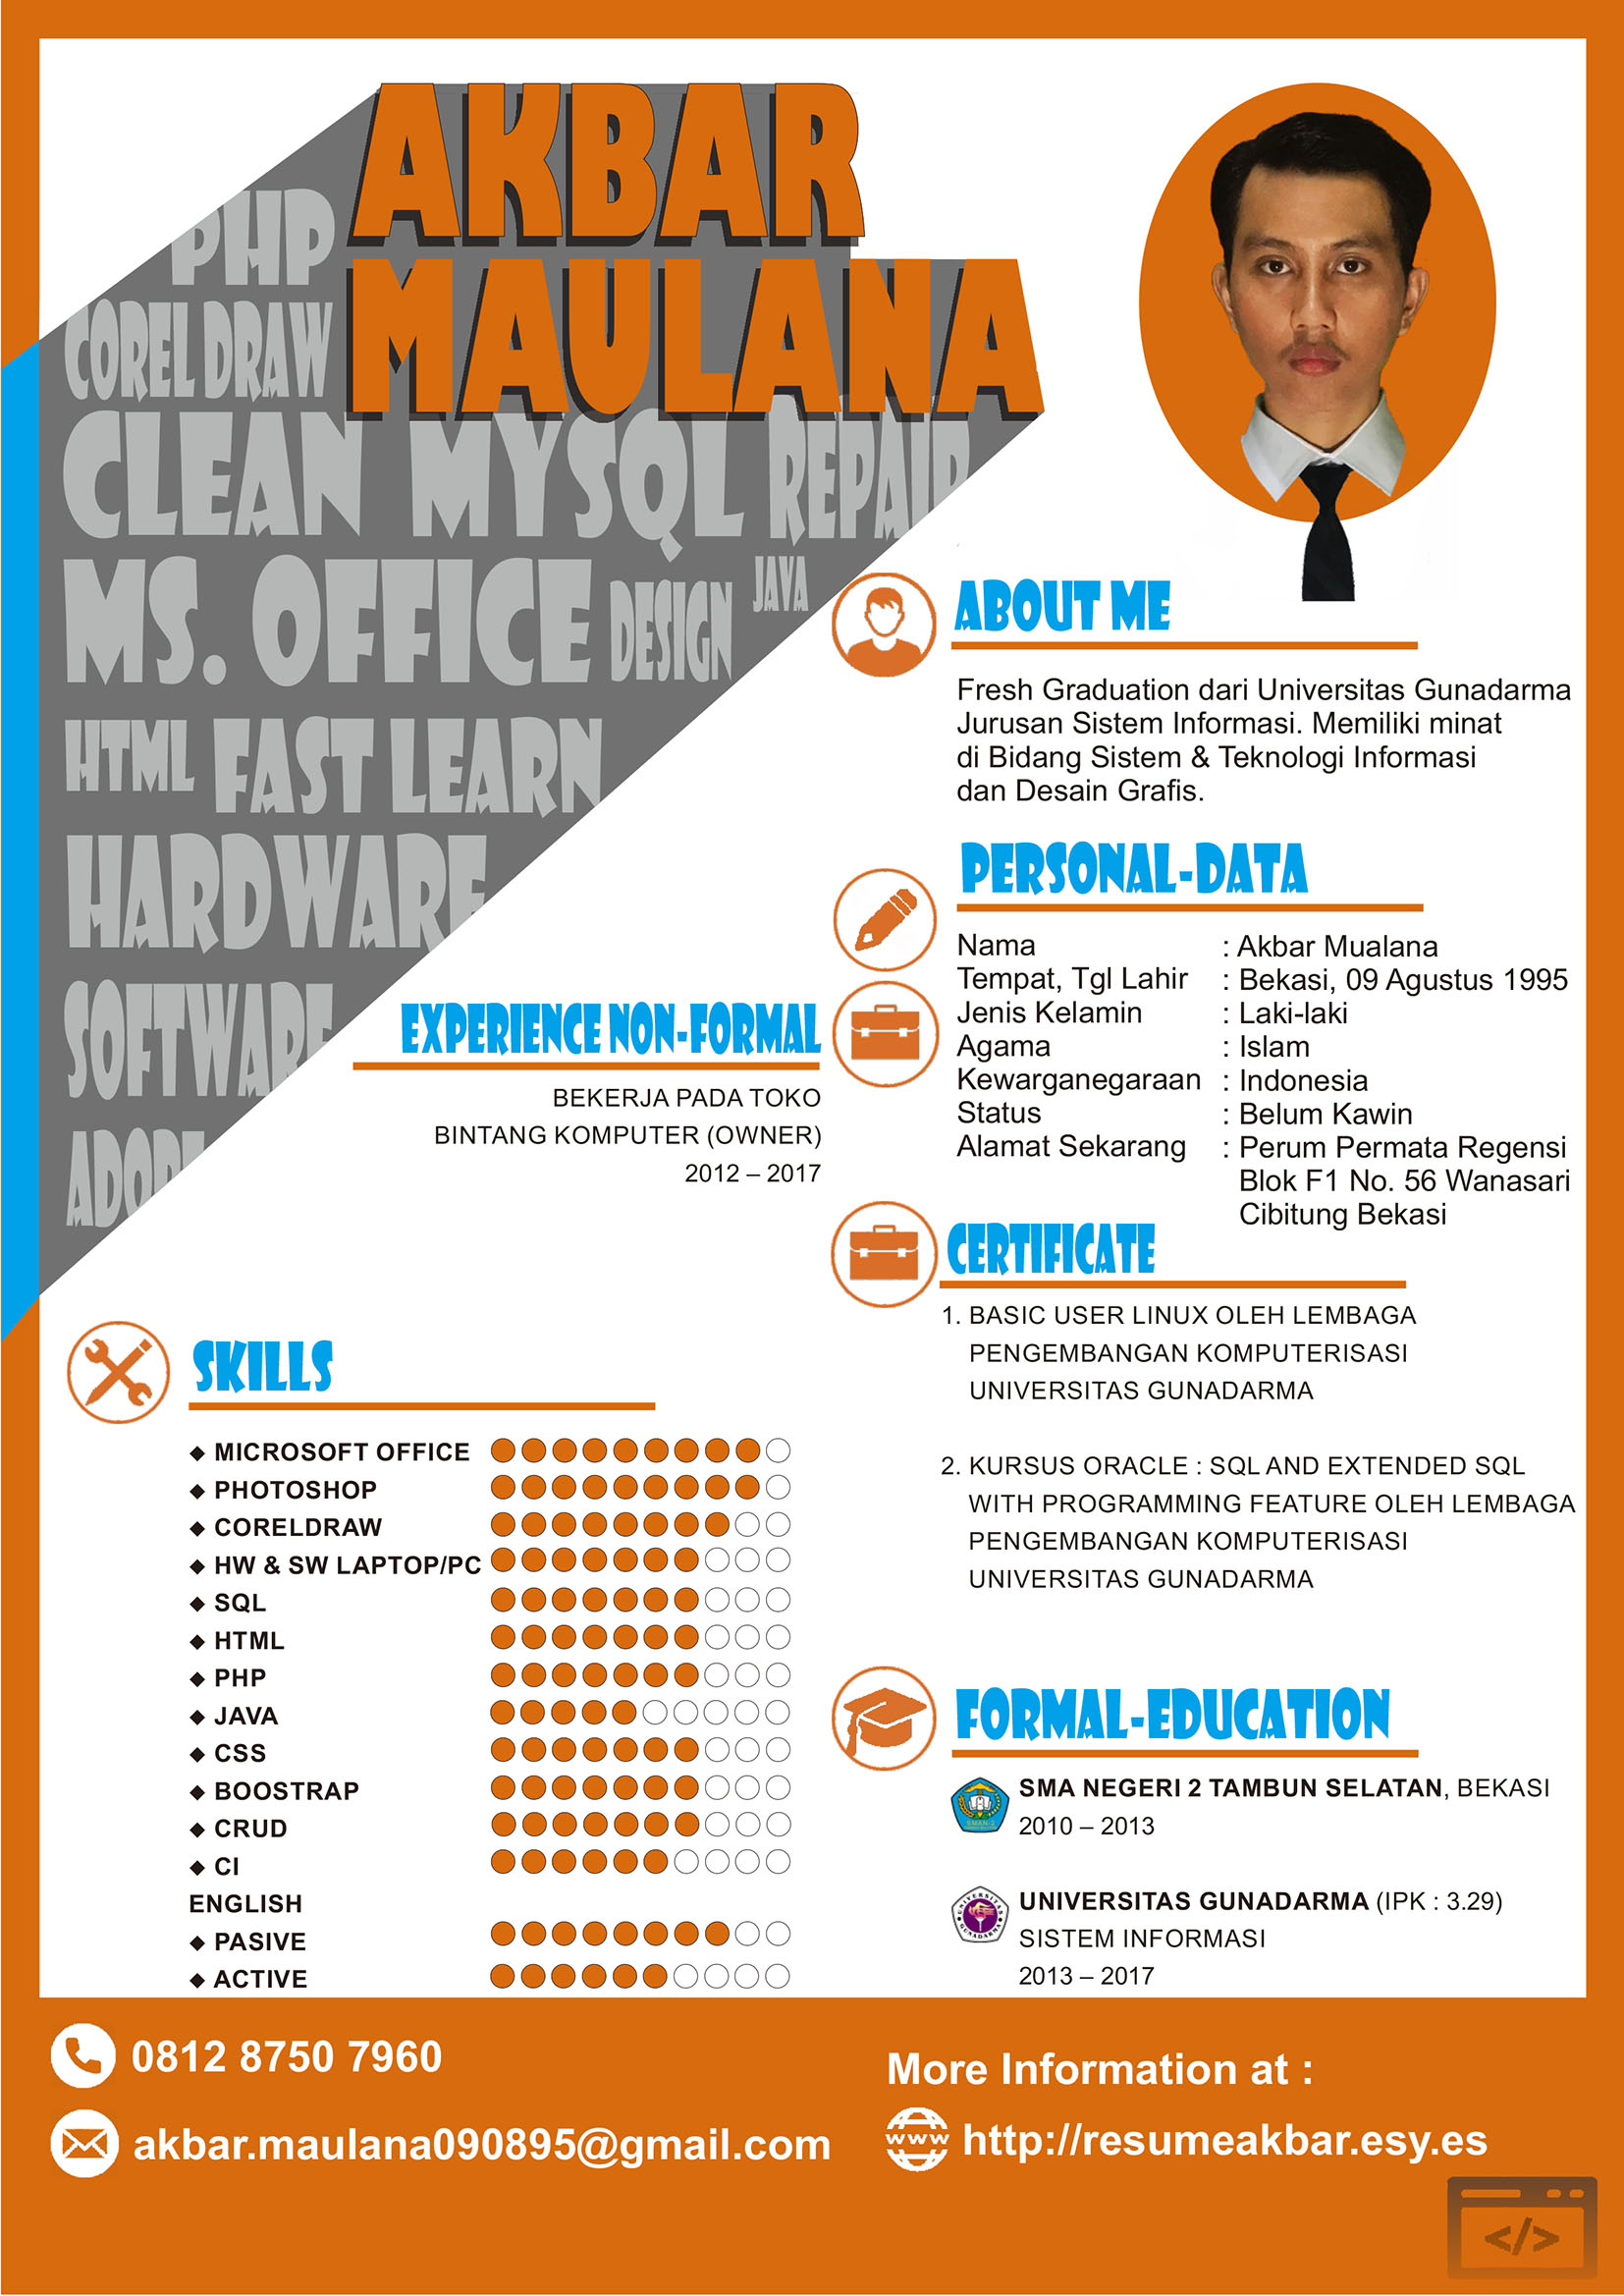 AKBAR
MAULANA
PHP
COREL DRAW
CLEAN MYSQL REPAIR
MS. OFFICE DESIGN JAVA
HTML FAST LEARN
HARDWARE
SOFTWARE
ABOUT ME
Fresh Graduation dari Universitas Gunadarma
Jurusan Sistem Informasi. Memiliki minat
di Bidang Sistem & Teknologi Informasi
dan Desain Grafis.
PERSONAL-DATA
Nama : Akbar Mualana
Tempat, Tgl Lahir : Bekasi, 09 Agustus 1995
Jenis Kelamin : Laki-laki
Agama : Islam
Kewarganegaraan : Indonesia
Status : Belum Kawin
Alamat Sekarang : Perum Permata Regensi
Blok F1 No. 56 Wanasari
Cibitung Bekasi
EXPERIENCE NON-FORMAL
BEKERJA PADA TOKO
BINTANG KOMPUTER (OWNER)
2012 – 2017
CERTIFICATE
1. BASIC USER LINUX OLEH LEMBAGA
PENGEMBANGAN KOMPUTERISASI
UNIVERSITAS GUNADARMA
2. KURSUS ORACLE : SQL AND EXTENDED SQL
WITH PROGRAMMING FEATURE OLEH LEMBAGA
PENGEMBANGAN KOMPUTERISASI
UNIVERSITAS GUNADARMA
SKILLS
◆ MICROSOFT OFFICE
◆ PHOTOSHOP
◆ CORELDRAW
◆ HW & SW LAPTOP/PC
◆ SQL
◆ HTML
◆ PHP
◆ JAVA
◆ CSS
◆ BOOSTRAP
◆ CRUD
◆ CI
ENGLISH
◆ PASIVE
◆ ACTIVE
FORMAL-EDUCATION
SMA NEGERI 2 TAMBUN SELATAN, BEKASI
2010 – 2013
UNIVERSITAS GUNADARMA (IPK : 3.29)
SISTEM INFORMASI
2013 – 2017
0812 8750 7960
akbar.maulana090895@gmail.com
More Information at :
www http://resumeakbar.esy.es
</>